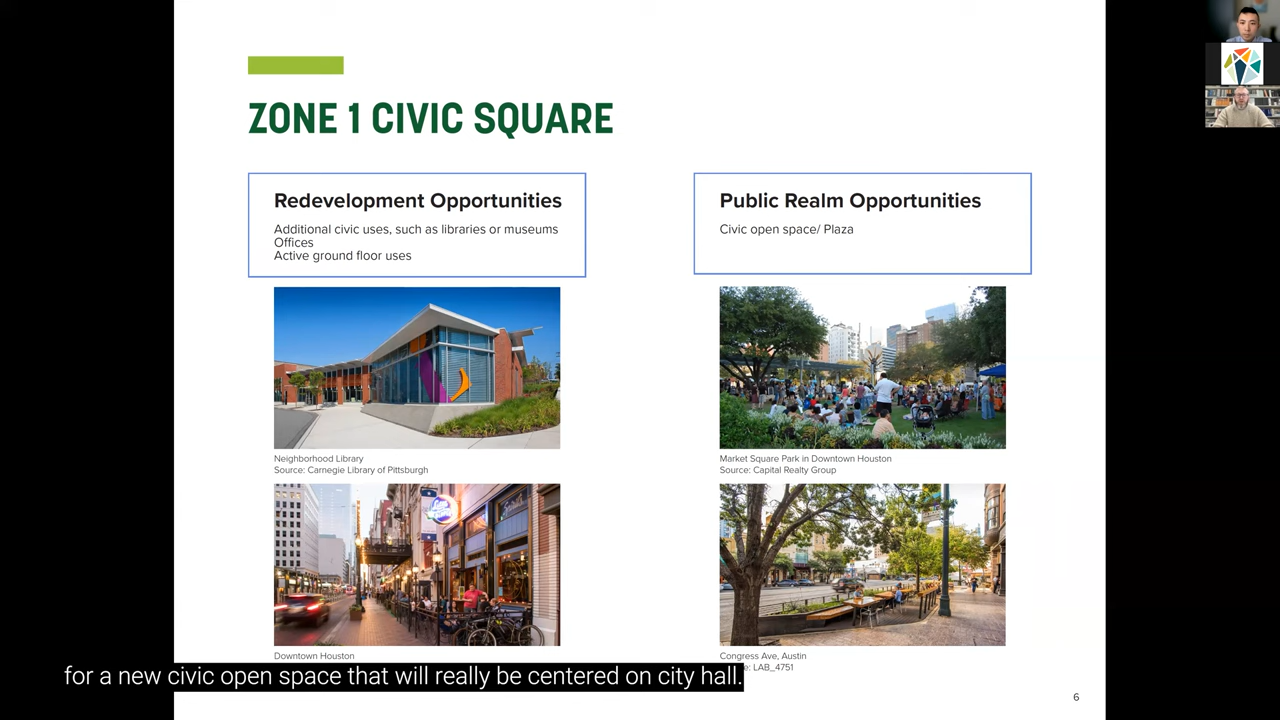 ZONE 1 CIVIC SQUARE
Redevelopment Opportunities
Additional civic uses, such as libraries or museums
Offices
Active ground floor uses
Public Realm Opportunities
Civic open space/ Plaza
Neighborhood Library
Source: Carnegie Library of Pittsburgh
Market Square Park in Downtown Houston
Source: Capital Realty Group
Downtown Houston
Congress Ave, Austin
LAB_4751
for a new civic open space that will really be centered on city hall.
6